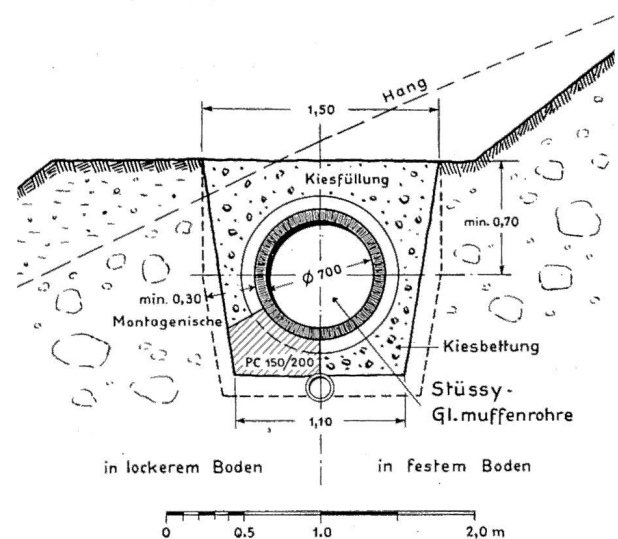 Hang
1,50
Kiesfüllung
min. 0,70
Ø 700
min. 0,30
Montagenische
PC 150/200
Kiesbettung
Stüssy-
Gl.muffenrohre
1,10
in lockerem Boden
in festem Boden
0 0.5 1.0 2,0 m